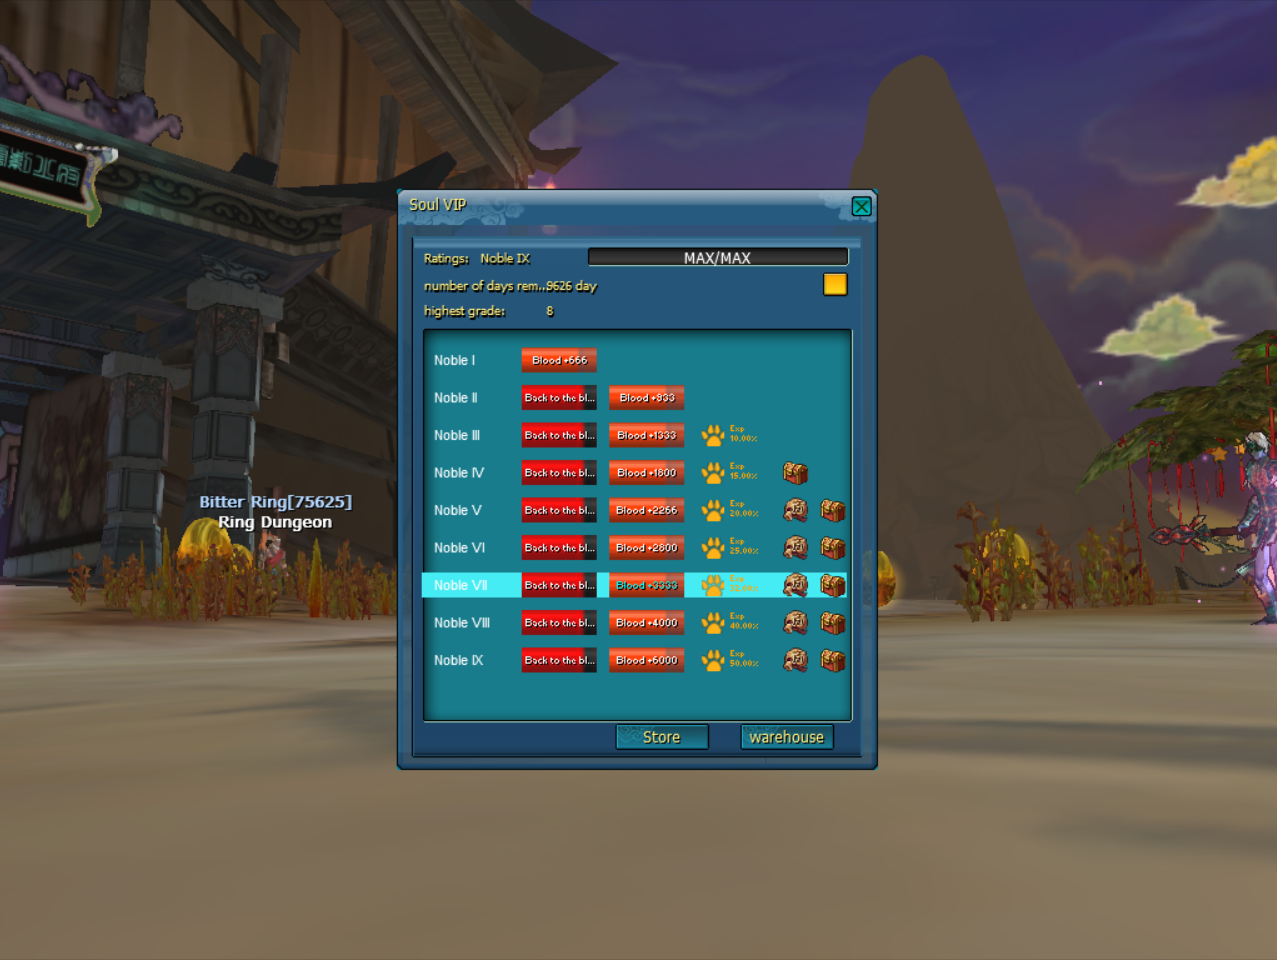 Soul VIP
Ratings: Noble IX MAX/MAX
number of days rem...9626 day
highest grade: 8
Noble I Blood +666
Noble II Back to the bl... Blood +933
Noble III Back to the bl... Blood +1333 Exp 10.00%
Noble IV Back to the bl... Blood +1800 Exp 15.00%
Noble V Back to the bl... Blood +2266 Exp 20.00%
Noble VI Back to the bl... Blood +2800 Exp 25.00%
Noble VII Back to the bl... Blood +3333 Exp
Noble VIII Back to the bl... Blood +4000 Exp 40.00%
Noble IX Back to the bl... Blood +6000 Exp 50.00%
Store warehouse
Bitter Ring[75625]
Ring Dungeon